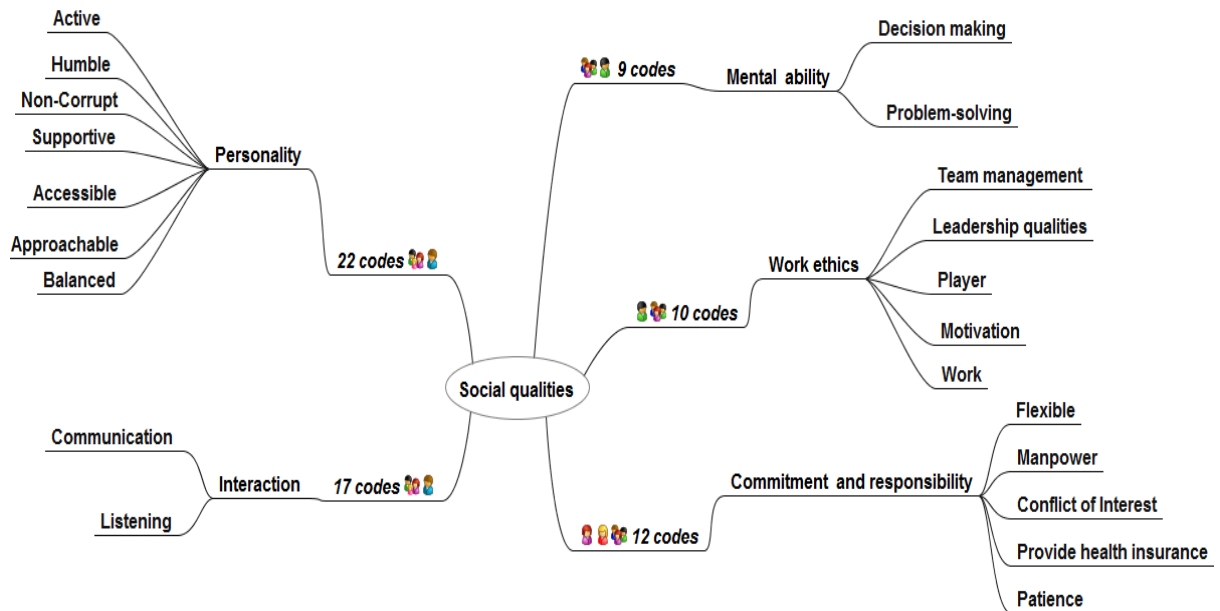 Active
Humble
Non-Corrupt
Supportive
Accessible
Approachable
Balanced
Personality
22 codes
Communication
Listening
Interaction
17 codes
Social qualities
9 codes
Mental ability
Decision making
Problem-solving
10 codes
Work ethics
Team management
Leadership qualities
Player
Motivation
Work
12 codes
Commitment and responsibility
Flexible
Manpower
Conflict of Interest
Provide health insurance
Patience